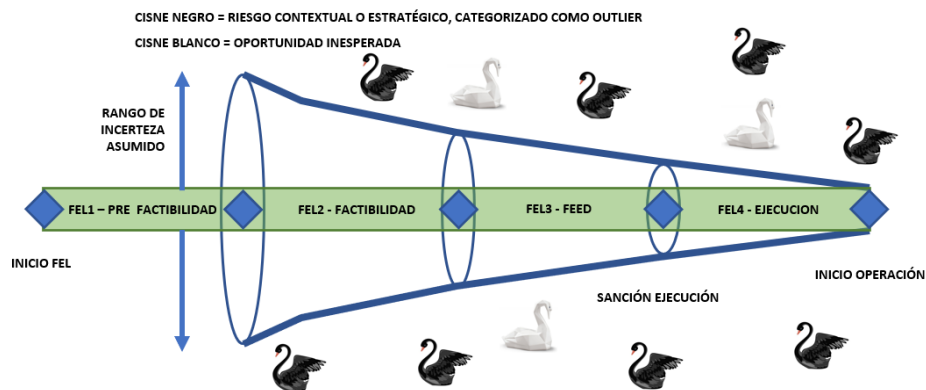 CISNE NEGRO = RIESGO CONTEXTUAL O ESTRATÉGICO, CATEGORIZADO COMO OUTLIER
CISNE BLANCO = OPORTUNIDAD INESPERADA
RANGO DE
INCERTEZA
ASUMIDO
FEL1 – PRE FACTIBILIDAD
FEL2 - FACTIBILIDAD
FEL3 - FEED
FEL4 - EJECUCION
INICIO FEL
INICIO OPERACIÓN
SANCIÓN EJECUCIÓN